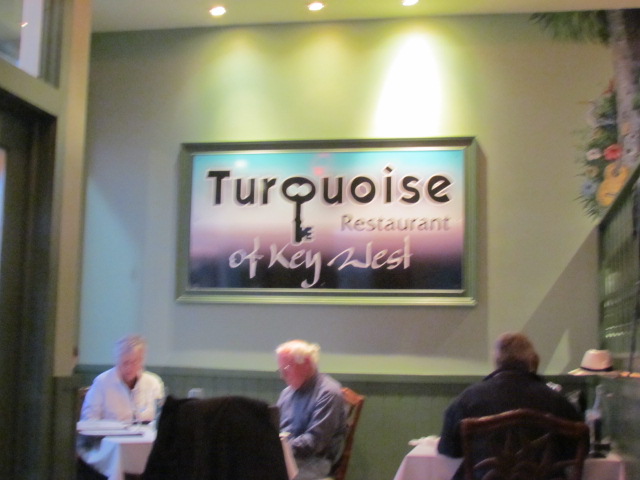 Turquoise
Restaurant
of Key West